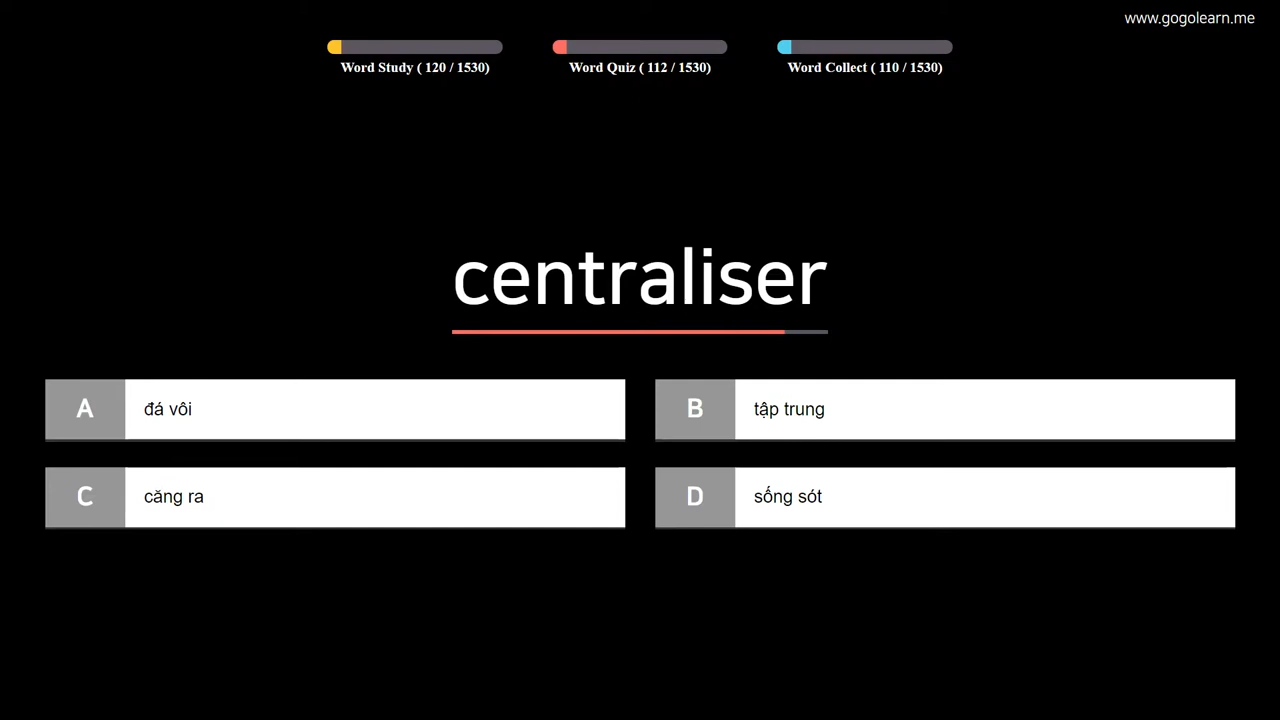 www.gogolearn.me
Word Study ( 120 / 1530)
Word Quiz ( 112 / 1530)
Word Collect ( 110 / 1530)
centraliser
A đá vôi
B tập trung
C căng ra
D sống sót